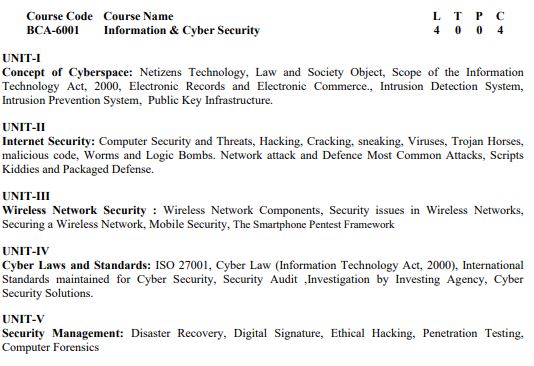 Course Code Course Name L T P C
BCA-6001 Information & Cyber Security 4 0 0 4
UNIT-I
Concept of Cyberspace: Netizens Technology, Law and Society Object, Scope of the Information
Technology Act, 2000, Electronic Records and Electronic Commerce., Intrusion Detection System,
Intrusion Prevention System, Public Key Infrastructure.
UNIT-II
Internet Security: Computer Security and Threats, Hacking, Cracking, sneaking, Viruses, Trojan Horses,
malicious code, Worms and Logic Bombs. Network attack and Defence Most Common Attacks, Scripts
Kiddies and Packaged Defense.
UNIT-III
Wireless Network Security : Wireless Network Components, Security issues in Wireless Networks,
Securing a Wireless Network, Mobile Security, The Smartphone Pentest Framework
UNIT-IV
Cyber Laws and Standards: ISO 27001, Cyber Law (Information Technology Act, 2000), International
Standards maintained for Cyber Security, Security Audit ,Investigation by Investing Agency, Cyber
Security Solutions.
UNIT-V
Security Management: Disaster Recovery, Digital Signature, Ethical Hacking, Penetration Testing,
Computer Forensics